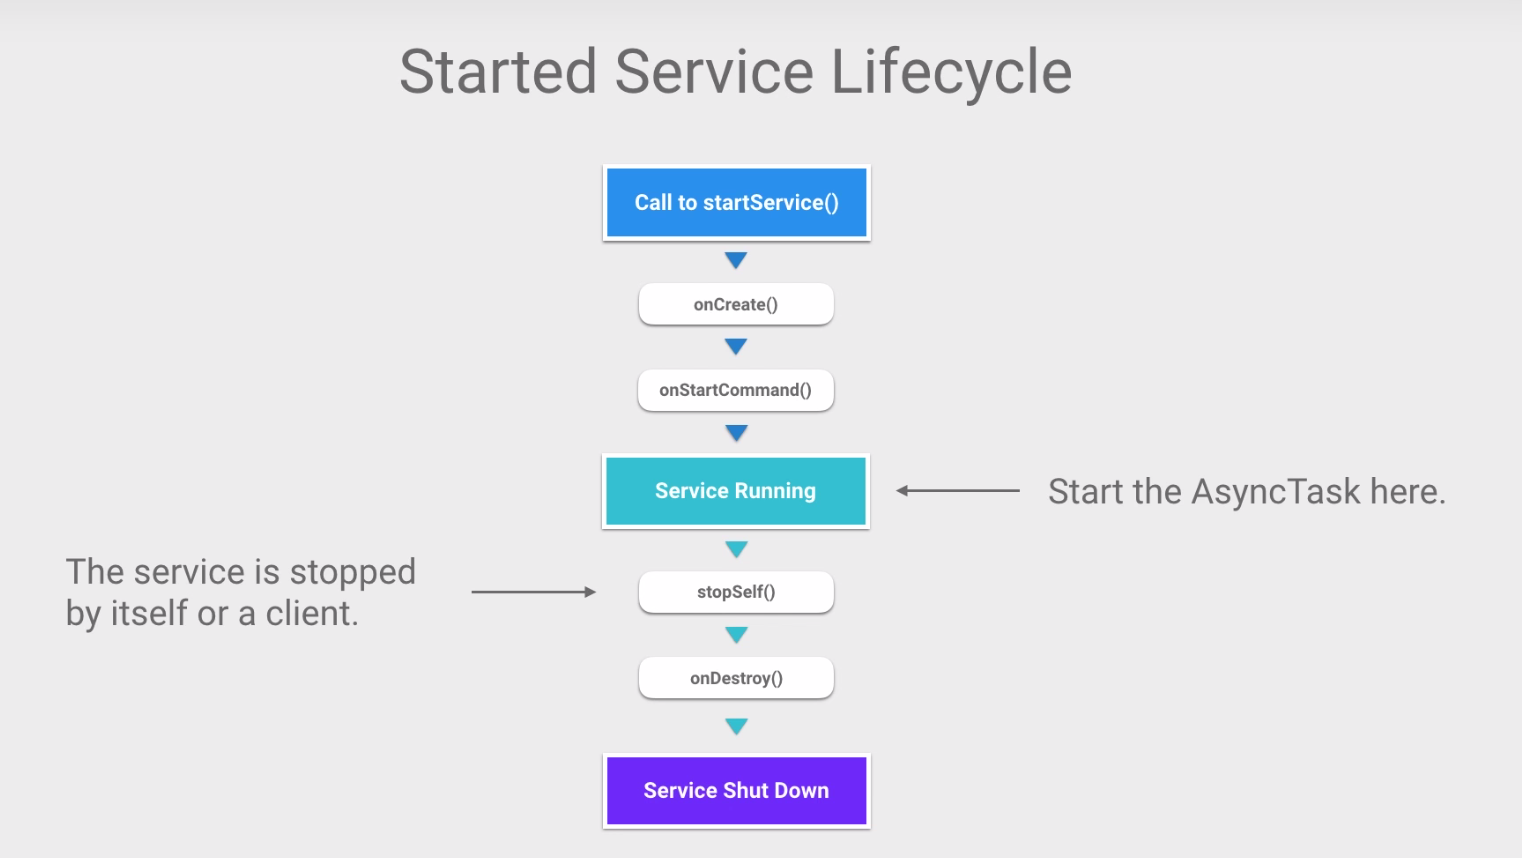 Started Service Lifecycle
Call to startService()
onCreate()
onStartCommand()
Service Running
Start the AsyncTask here.
The service is stopped
by itself or a client.
stopSelf()
onDestroy()
Service Shut Down